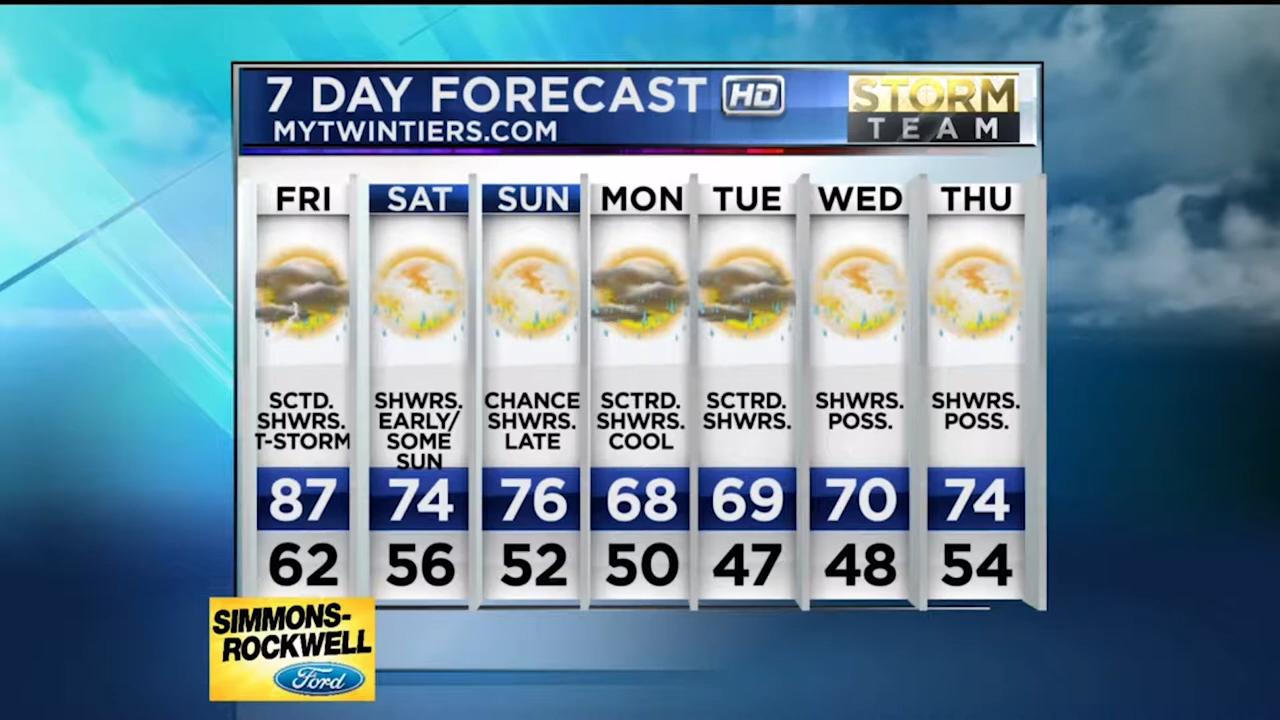 7 DAY FORECAST HD
MYTWINTIERS.COM
STORM
TEAM
FRI SAT SUN MON TUE WED THU
SCTD.
SHWRS.
T-STORM
SHWRS.
EARLY/
SOME
SUN
CHANCE
SHWRS.
LATE
SCTRD.
SHWRS.
COOL
SCTRD.
SHWRS.
SHWRS.
POSS.
SHWRS.
POSS.
87 74 76 68 69 70 74
62 56 52 50 47 48 54
SIMMONS-
ROCKWELL
Ford